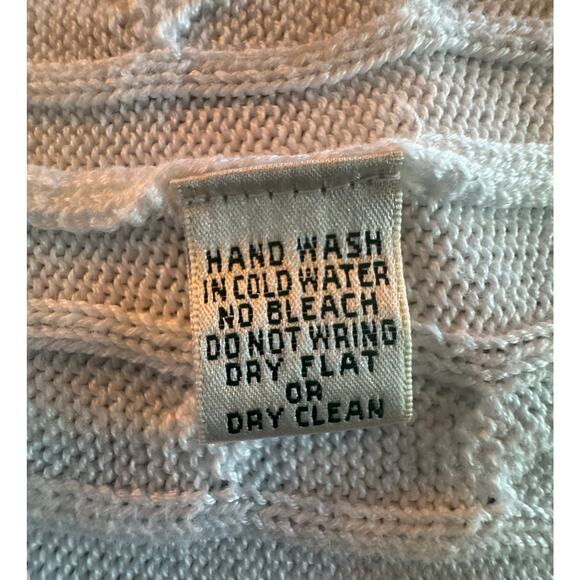 HAND WASH
IN COLD WATER
NO BLEACH
DO NOT WRING
DRY FLAT
OR
DRY CLEAN